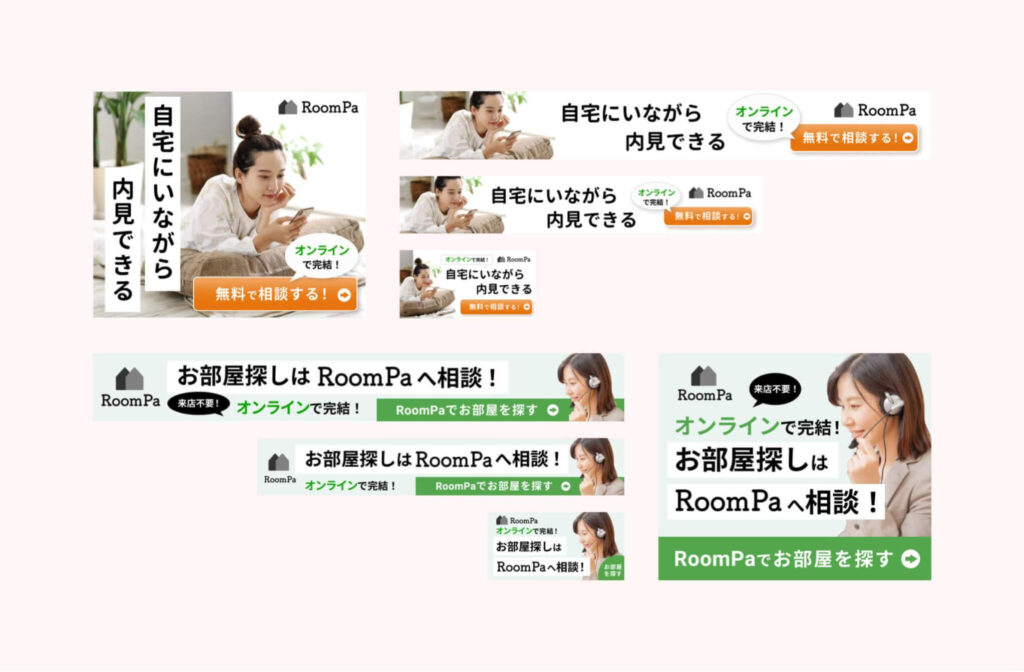 RoomPa
自宅にいながら
内見できる
オンライン
で完結！
無料で相談する！
自宅にいながら
内見できる
オンライン
で完結！
RoomPa
無料で相談する！
自宅にいながら
内見できる
オンライン
で完結！
RoomPa
無料で相談する！
オンラインで完結！
RoomPa
自宅にいながら
内見できる
無料で相談する！
RoomPa
お部屋探しは RoomPa へ相談！
来店不要！
オンラインで完結！
RoomPaでお部屋を探す
RoomPa
お部屋探しは RoomPa へ相談！
オンラインで完結！
RoomPaでお部屋を探す
RoomPa
オンラインで完結！
お部屋探しは
RoomPaへ相談！
お部屋
を探す
RoomPa
来店不要！
オンラインで完結！
お部屋探しは
RoomPa へ相談！
RoomPaでお部屋を探す